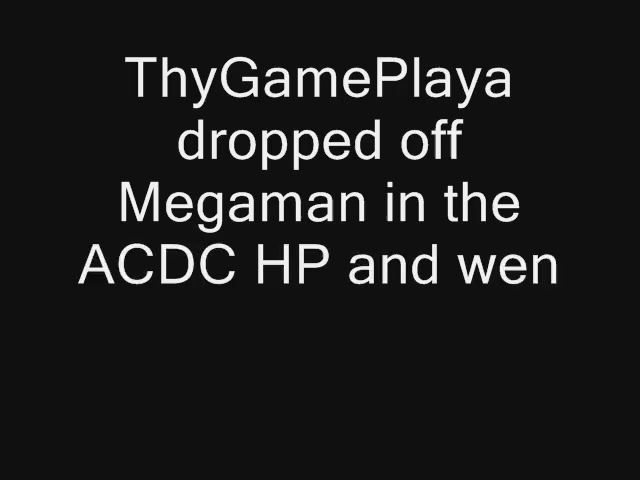 ThyGamePlaya
dropped off
Megaman in the
ACDC HP and wen